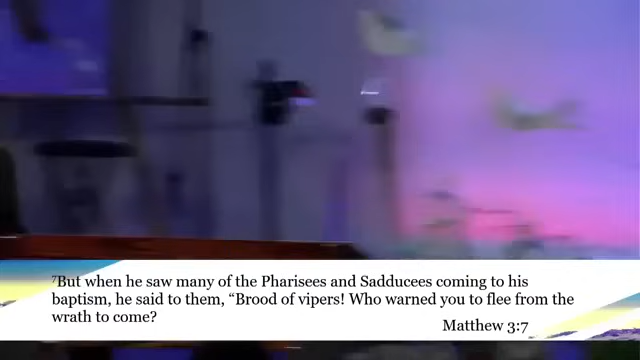 ⁷But when he saw many of the Pharisees and Sadducees coming to his
baptism, he said to them, “Brood of vipers! Who warned you to flee from the
wrath to come?
Matthew 3:7